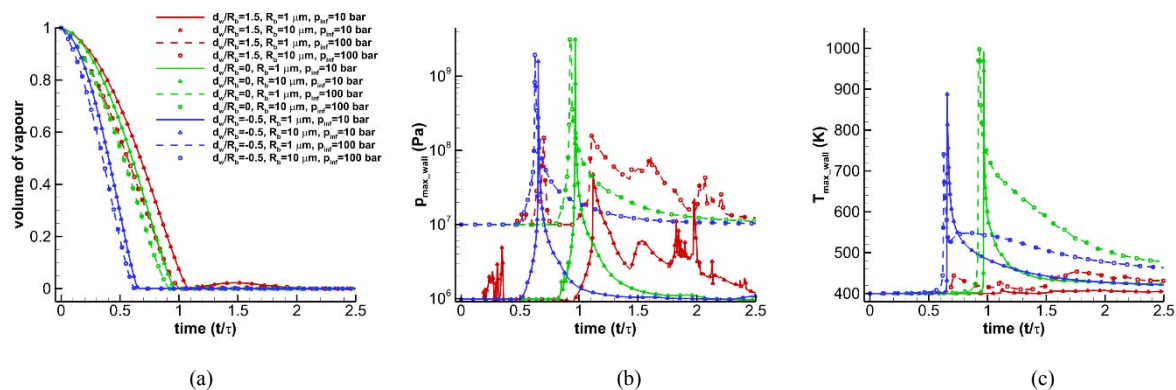 volume of vapour
1
0.8
0.6
0.4
0.2
0
0 0.5 1 1.5 2 2.5
time (t/τ)
d_w/R_b=1.5, R_b=1 μm, p_inf=10 bar
d_w/R_b=1.5, R_b=10 μm, p_inf=10 bar
d_w/R_b=1.5, R_b=1 μm, p_inf=100 bar
d_w/R_b=1.5, R_b=10 μm, p_inf=100 bar
d_w/R_b=0, R_b=1 μm, p_inf=10 bar
d_w/R_b=0, R_b=10 μm, p_inf=10 bar
d_w/R_b=0, R_b=1 μm, p_inf=100 bar
d_w/R_b=0, R_b=10 μm, p_inf=100 bar
d_w/R_b=-0.5, R_b=1 μm, p_inf=10 bar
d_w/R_b=-0.5, R_b=10 μm, p_inf=10 bar
d_w/R_b=-0.5, R_b=1 μm, p_inf=100 bar
d_w/R_b=-0.5, R_b=10 μm, p_inf=100 bar
(a)
p_max_wall (Pa)
10^9
10^8
10^7
10^6
0 0.5 1 1.5 2 2.5
time (t/τ)
(b)
T_max_wall (K)
1000
900
800
700
600
500
400
0 0.5 1 1.5 2 2.5
time (t/τ)
(c)